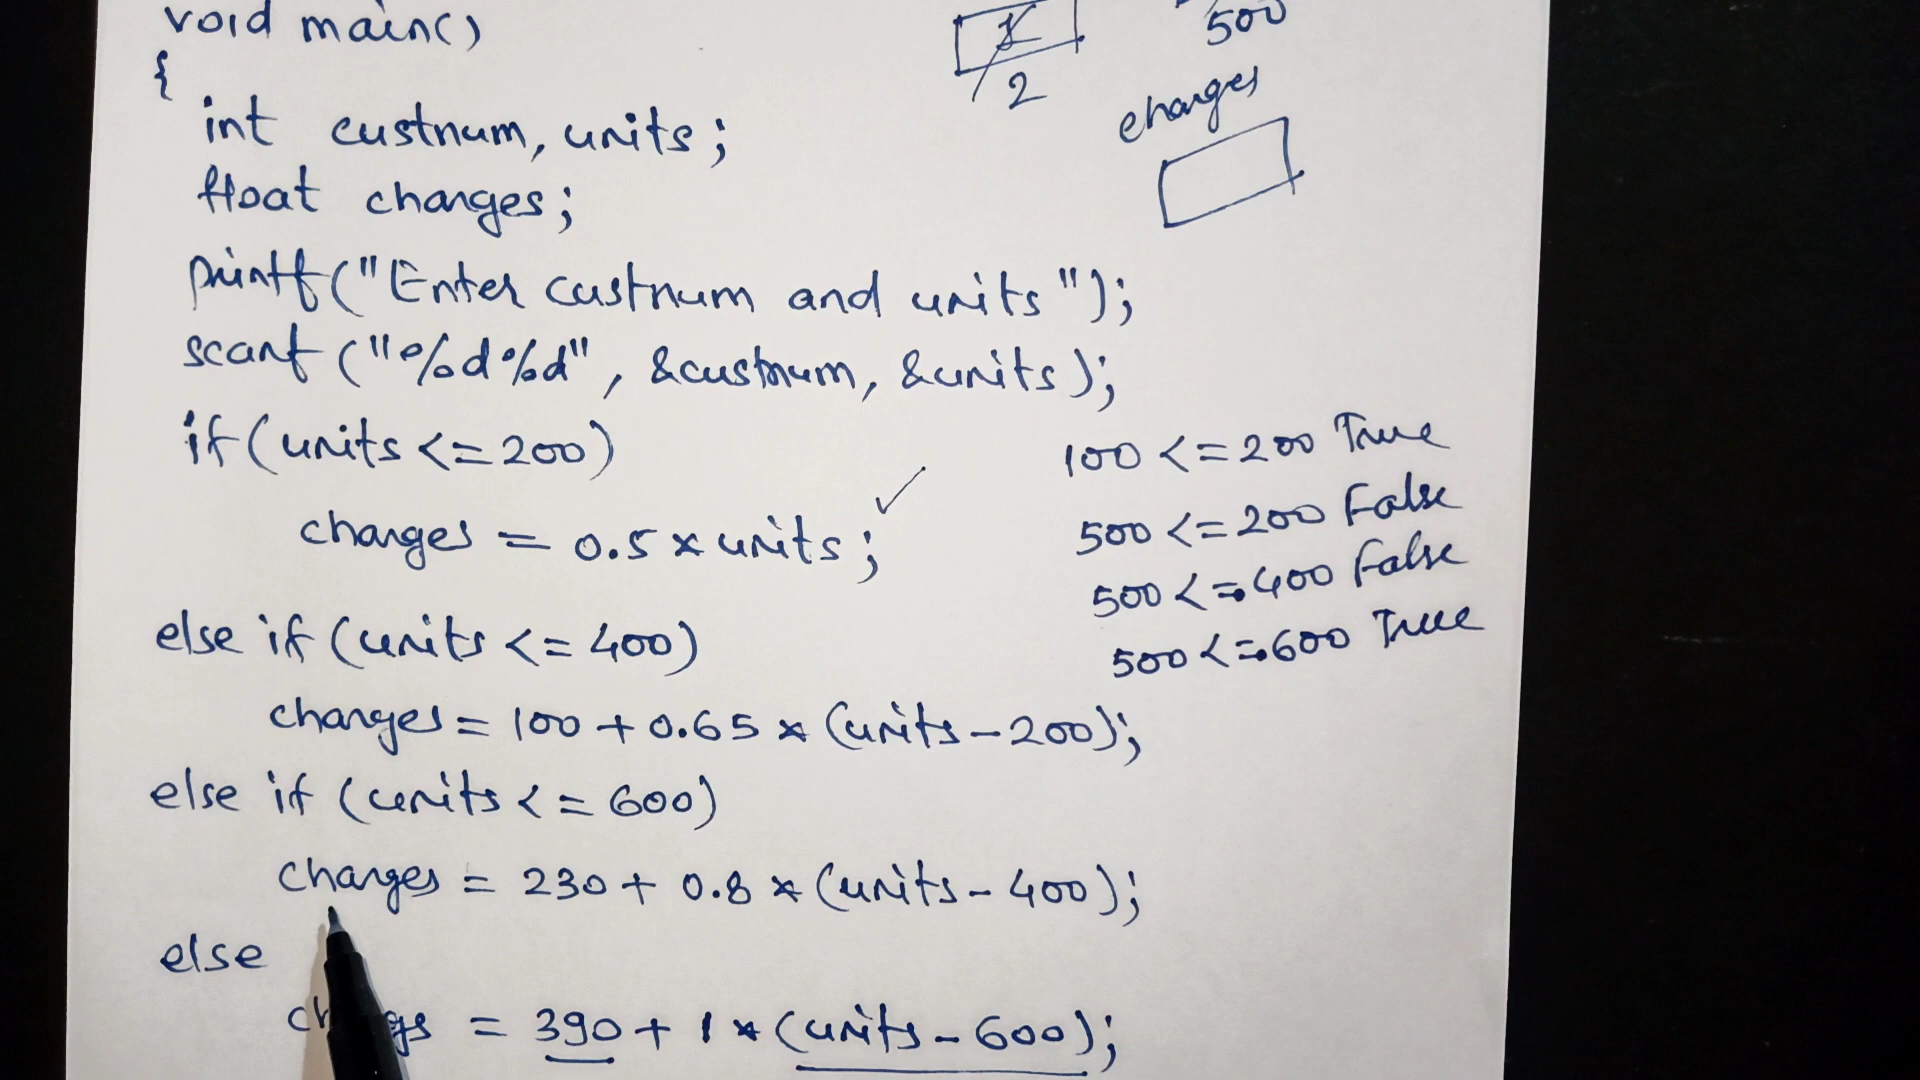 void main()
{
int custnum, units;
float charges;
printf("Enter custnum and units");
scanf("%d%d", &custnum, &units);
if(units<=200)
charges = 0.5*units;
else if (units <= 400)
charges = 100 + 0.65 * (units-200);
else if (units <= 600)
charges = 230 + 0.8 * (units-400);
else
= 390 + 1 * (units-600);
1
2
500
charges
100 <= 200 True
500 <= 200 False
500 <= 400 False
500 <= 600 True